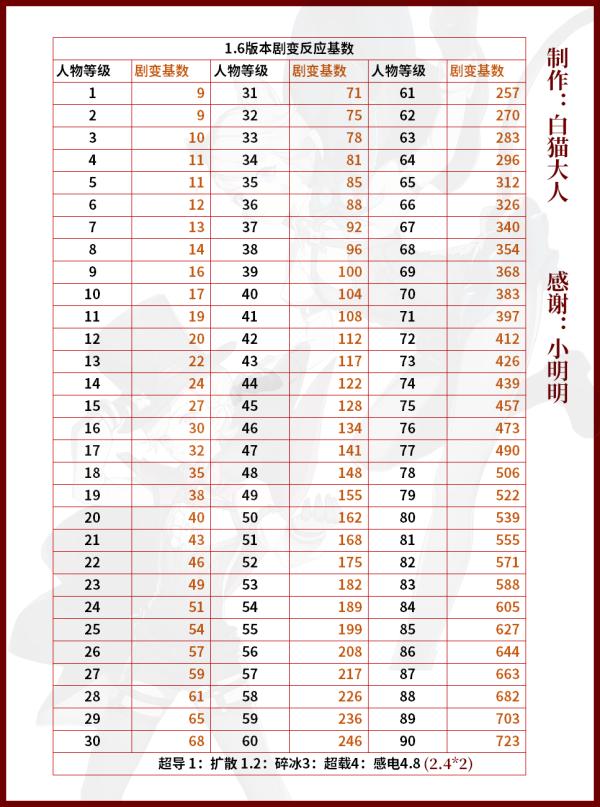 1.6版本剧变反应基数
人物等级 剧变基数 人物等级 剧变基数 人物等级 剧变基数
1 9 31 71 61 257
2 9 32 75 62 270
3 10 33 78 63 283
4 11 34 81 64 296
5 11 35 85 65 312
6 12 36 88 66 326
7 13 37 92 67 340
8 14 38 96 68 354
9 16 39 100 69 368
10 17 40 104 70 383
11 19 41 108 71 397
12 20 42 112 72 412
13 22 43 117 73 426
14 24 44 122 74 439
15 27 45 128 75 457
16 30 46 134 76 473
17 32 47 141 77 490
18 35 48 148 78 506
19 38 49 155 79 522
20 40 50 162 80 539
21 43 51 168 81 555
22 46 52 175 82 571
23 49 53 182 83 588
24 51 54 189 84 605
25 54 55 199 85 627
26 57 56 208 86 644
27 59 57 217 87 663
28 61 58 226 88 682
29 65 59 236 89 703
30 68 60 246 90 723
超导 1：扩散 1.2：碎冰3：超载4：感电4.8 (2.4*2)
制作：白猫大人
感谢：小明明